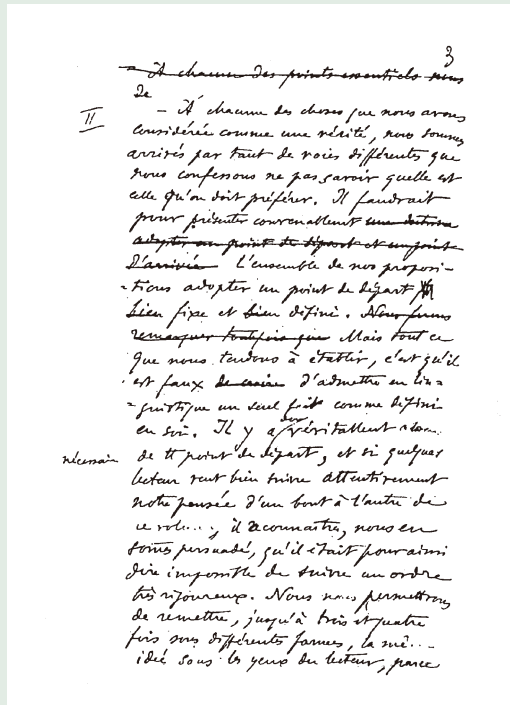 3
À chacun des points essentiels nous
De
II
– À chacune des choses que nous avons
considérée comme une vérité, nous sommes
arrivés par tant de voies différentes que
nous confessons ne pas savoir quelle est
celle qu'on doit préférer. Il faudrait
pour présenter convenablement
adopter un point de départ et un point
d'arrivée L'ensemble de nos proposi-
-tions adopter un point de départ
bien fixe et bien défini. Nous ferons
remarquer toutefois que Mais tout ce
que nous tendons à établir, c'est qu'il
est faux de croire d'admettre en lin-
-guistique un seul fait comme défini
en soi. Il y a donc véritablement absence
nécessaire
de tt point de départ, et si quelque
lecteur veut bien suivre attentivement
notre pensée d'un bout à l'autre de
ce vol...., il reconnaîtra, nous en
sommes persuadé, qu'il était pour ainsi
dire impossible de suivre un ordre
très rigoureux. Nous nous permettrons
de remettre, jusqu'à trois et quatre
fois sous différentes formes, la mê...
idée sous les yeux du lecteur, parce